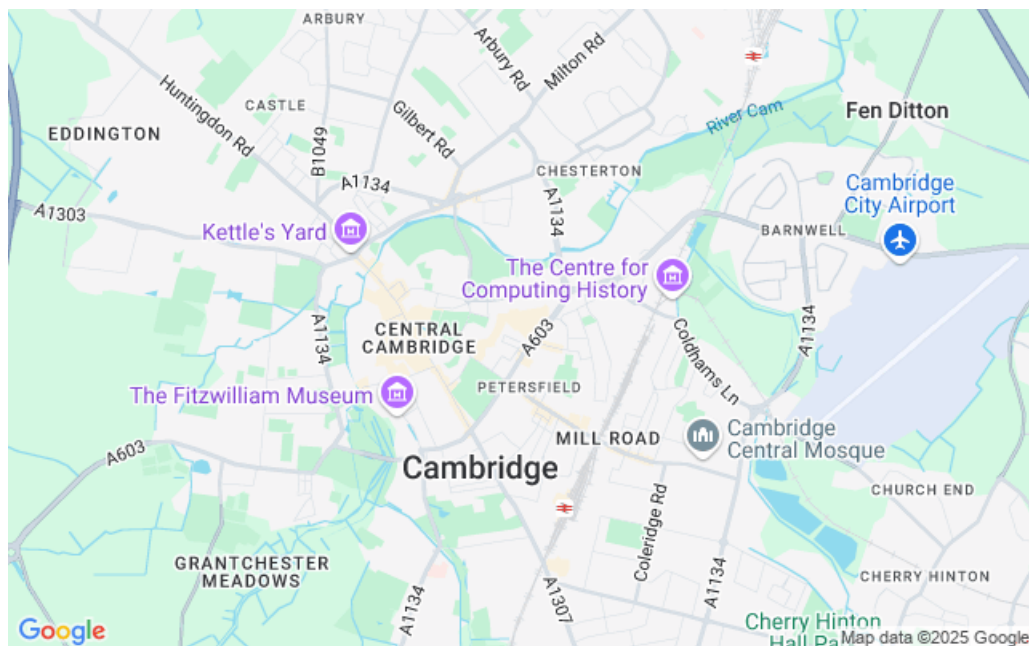 ARBURY
Arbury Rd
Milton Rd
Huntingdon Rd
CASTLE
Gilbert Rd
B1049
EDDINGTON
River Cam
Fen Ditton
CHESTERTON
A1134
A1134
A1303
Cambridge
City Airport
BARNWELL
Kettle's Yard
The Centre for
Computing History
A1134
A1134
CENTRAL
CAMBRIDGE
A603
Coldhams Ln
PETERSFIELD
The Fitzwilliam Museum
MILL ROAD
Cambridge
Central Mosque
A603
Cambridge
CHURCH END
Coleridge Rd
GRANTCHESTER
MEADOWS
A1134
A1307
A1134
CHERRY HINTON
Cherry Hinton
Google
Map data ©2025 Google